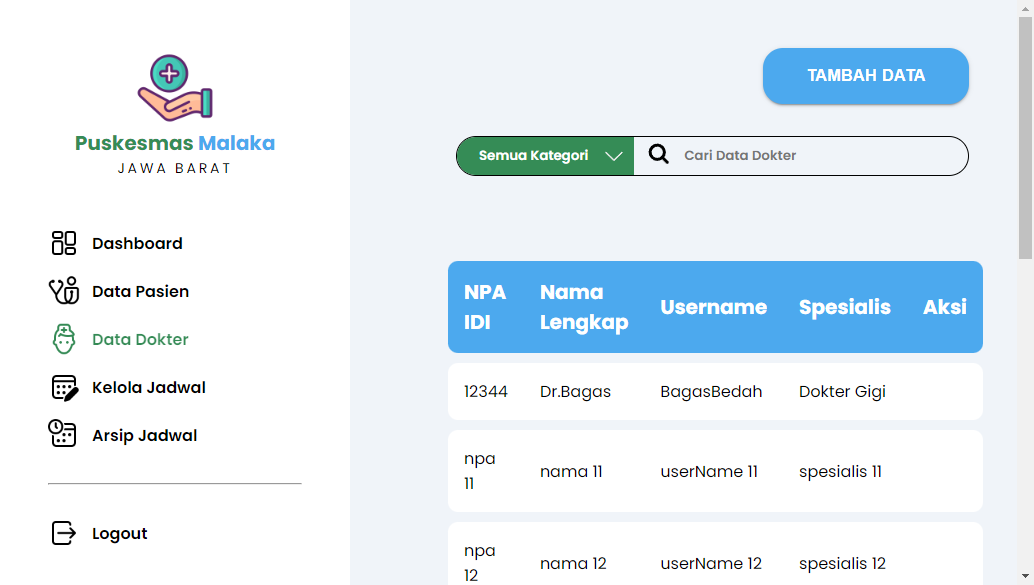 Puskesmas Malaka
JAWA BARAT
Dashboard
Data Pasien
Data Dokter
Kelola Jadwal
Arsip Jadwal
Logout
TAMBAH DATA
Semua Kategori
Cari Data Dokter
NPA IDI Nama Lengkap Username Spesialis Aksi
12344 Dr.Bagas BagasBedah Dokter Gigi
npa 11 nama 11 userName 11 spesialis 11
npa 12 nama 12 userName 12 spesialis 12